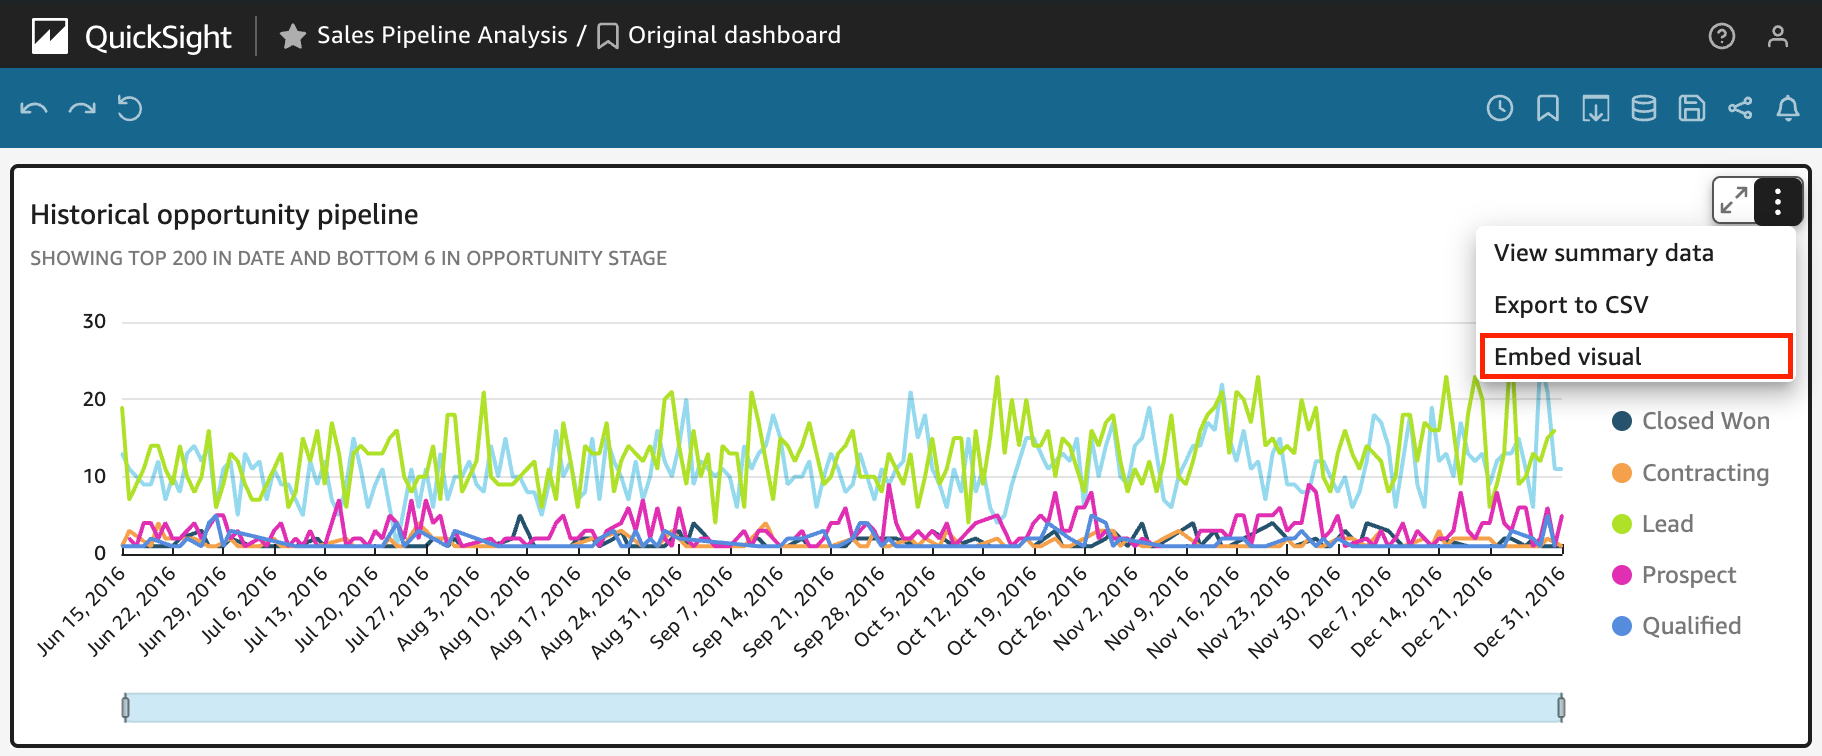 QuickSight
Sales Pipeline Analysis / Original dashboard
Historical opportunity pipeline
SHOWING TOP 200 IN DATE AND BOTTOM 6 IN OPPORTUNITY STAGE
View summary data
Export to CSV
Embed visual
30
20
10
0
Closed Won
Contracting
Lead
Prospect
Qualified
Jun 15, 2016
Jun 22, 2016
Jun 29, 2016
Jul 6, 2016
Jul 13, 2016
Jul 20, 2016
Jul 27, 2016
Aug 3, 2016
Aug 10, 2016
Aug 17, 2016
Aug 24, 2016
Aug 31, 2016
Sep 7, 2016
Sep 14, 2016
Sep 21, 2016
Sep 28, 2016
Oct 5, 2016
Oct 12, 2016
Oct 19, 2016
Oct 26, 2016
Nov 2, 2016
Nov 9, 2016
Nov 16, 2016
Nov 23, 2016
Nov 30, 2016
Dec 7, 2016
Dec 14, 2016
Dec 21, 2016
Dec 31, 2016